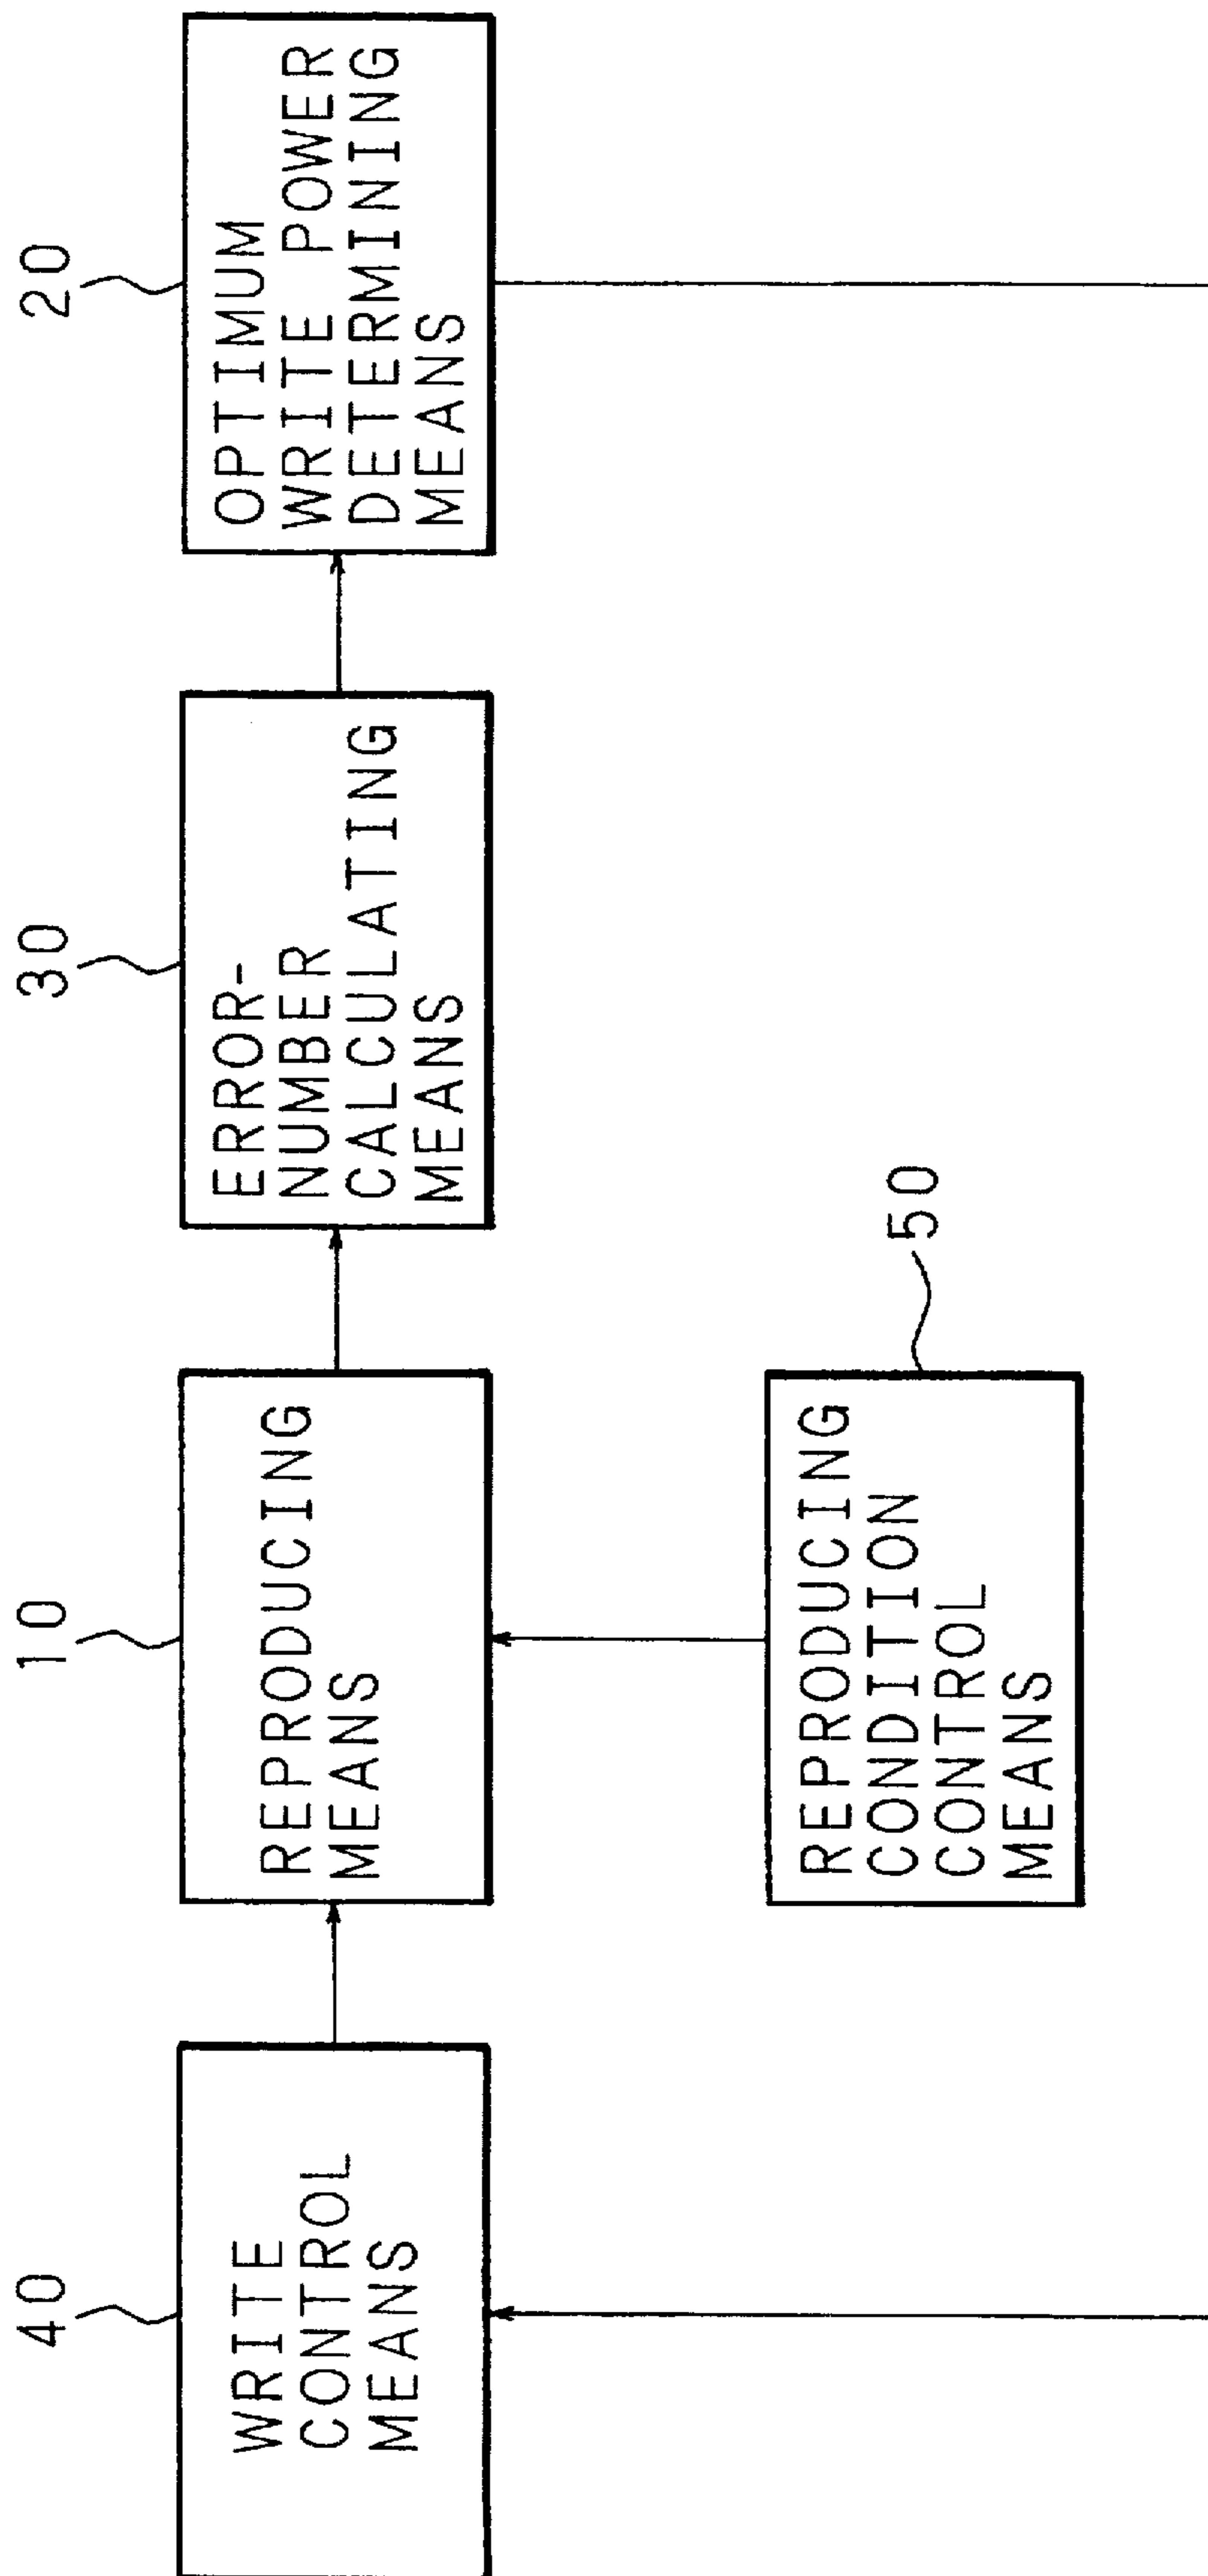 40
WRITE
CONTROL
MEANS
10
REPRODUCING
MEANS
30
ERROR-
NUMBER
CALCULATING
MEANS
20
OPTIMUM
WRITE POWER
DETERMINING
MEANS
50
REPRODUCING
CONDITION
CONTROL
MEANS